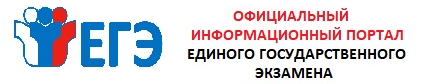 ЕГЭ
ОФИЦИАЛЬНЫЙ
ИНФОРМАЦИОННЫЙ ПОРТАЛ
ЕДИНОГО ГОСУДАРСТВЕННОГО
ЭКЗАМЕНА